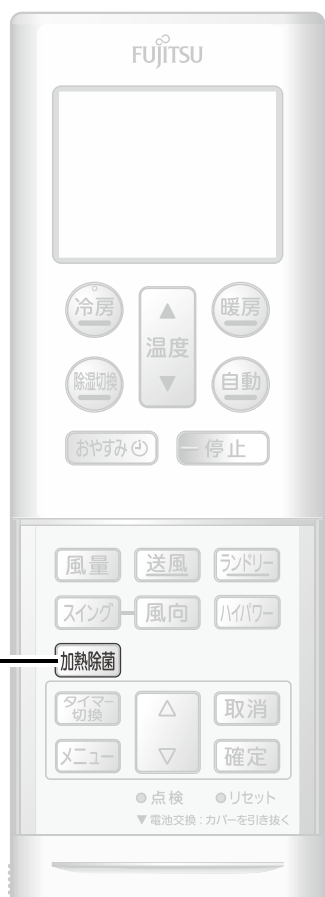 FUJITSU
冷房 ▲ 暖房
温度
除湿切換 ▼ 自動
おやすみ 停止
風量 送風 ランドリー
スイング 風向 ハイパワー
加熱除菌
タイマー切換 △ 取消
メニュー ▽ 確定
●点検 ●リセット
▼電池交換：カバーを引き抜く